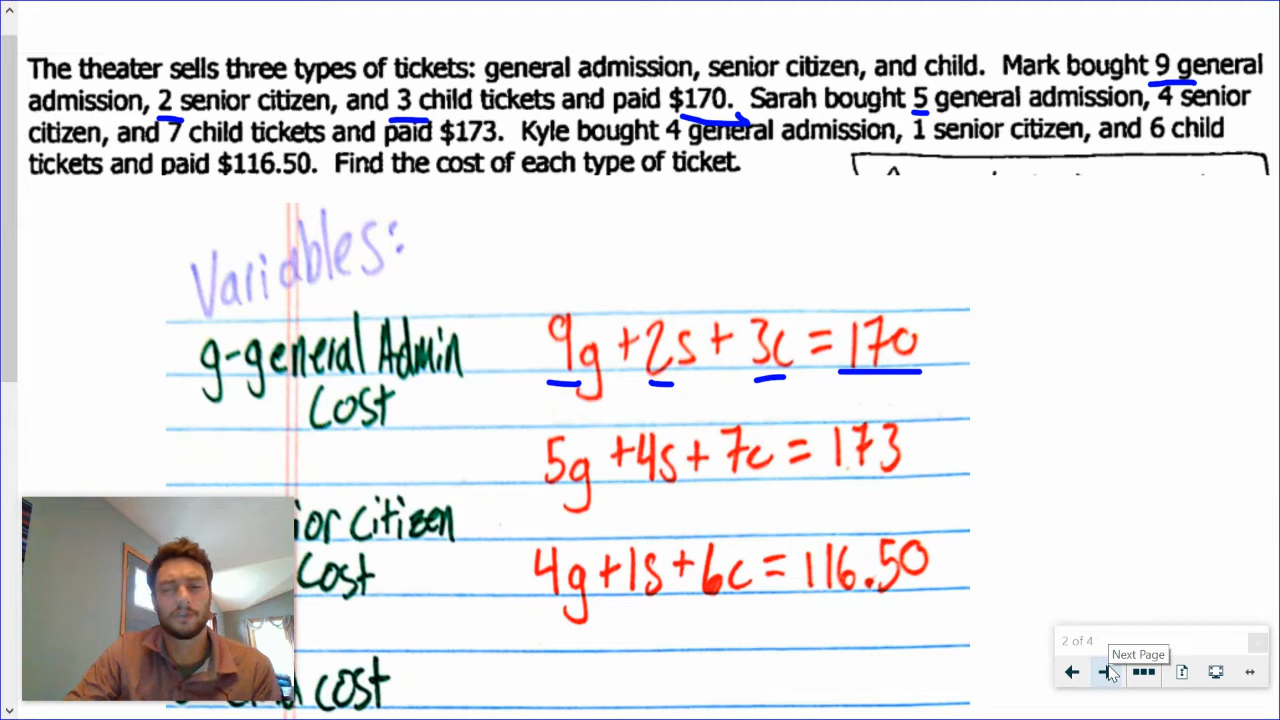 The theater sells three types of tickets: general admission, senior citizen, and child. Mark bought 9 general
admission, 2 senior citizen, and 3 child tickets and paid $170. Sarah bought 5 general admission, 4 senior
citizen, and 7 child tickets and paid $173. Kyle bought 4 general admission, 1 senior citizen, and 6 child
tickets and paid $116.50. Find the cost of each type of ticket.
Variables:
g-general Admin
cost
9g + 2s + 3c = 170
5g + 4s + 7c = 173
ior citizen
cost
4g + 1s + 6c = 116.50
cost
2 of 4
Next Page